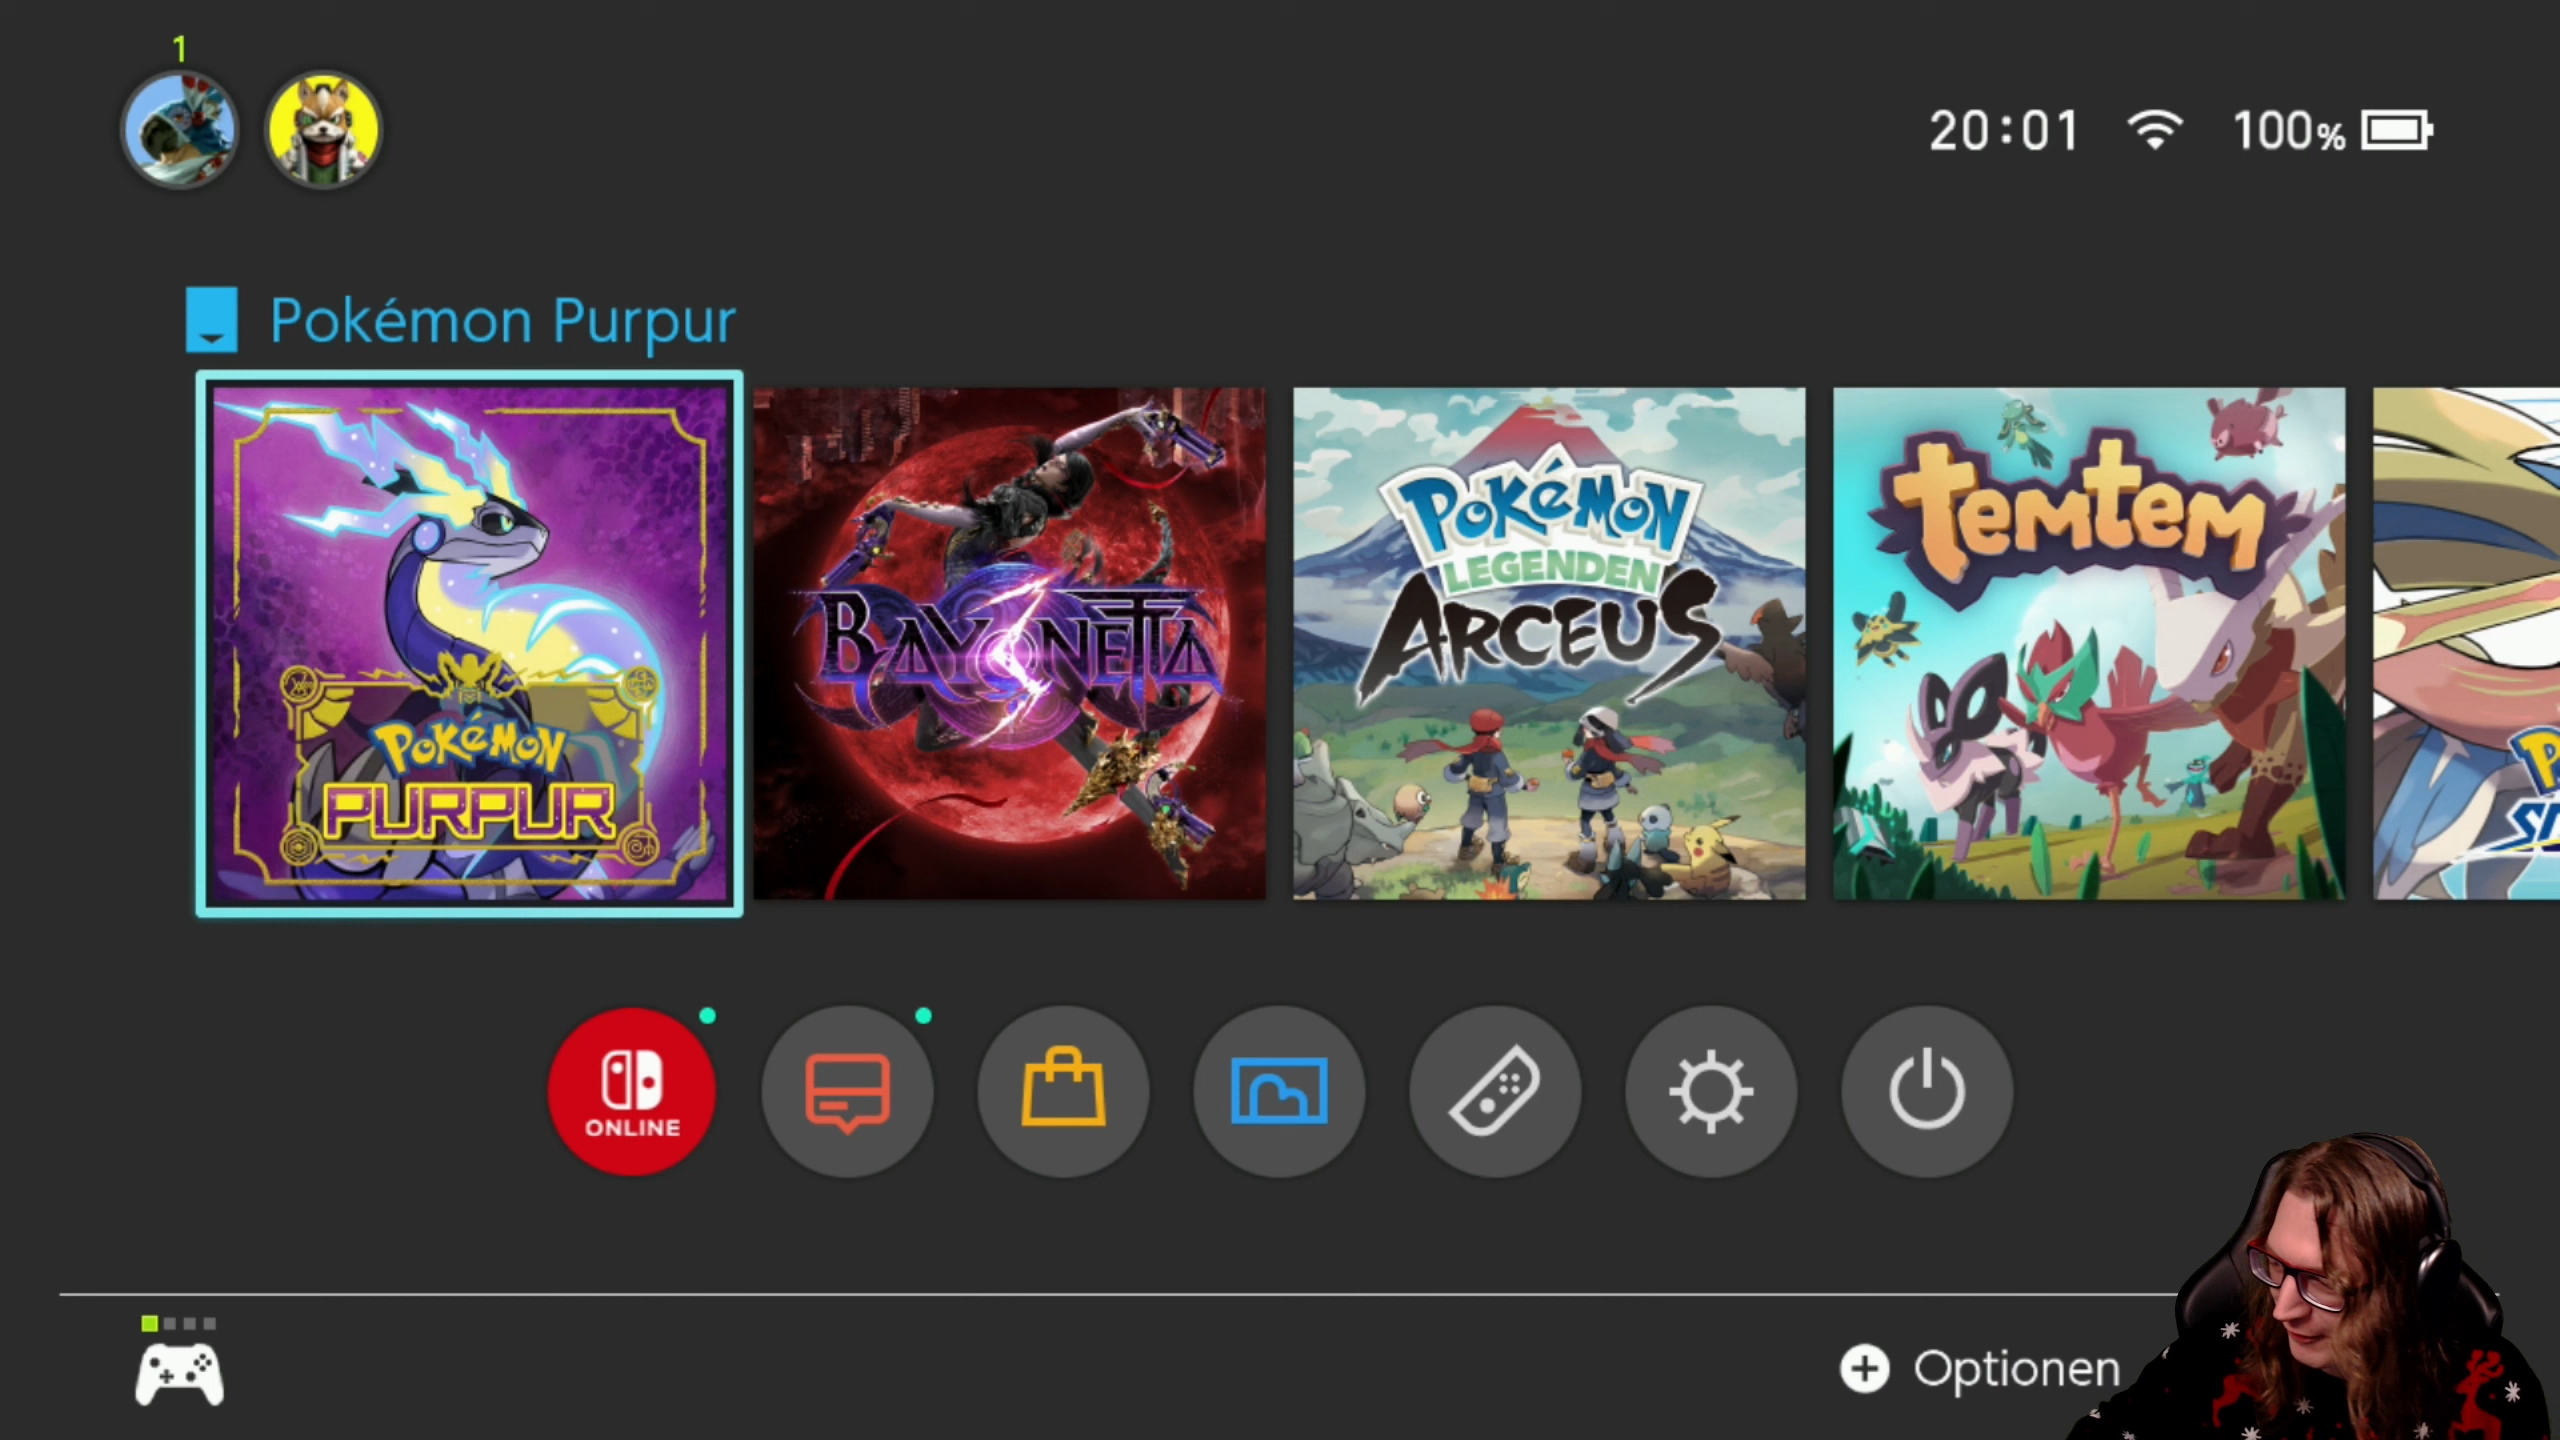 1
20:01
100%
Pokémon Purpur
POKéMON
PURPUR
BAYONETTA
POKéMON
LEGENDEN
ARCEUS
temtem
ONLINE
Optionen